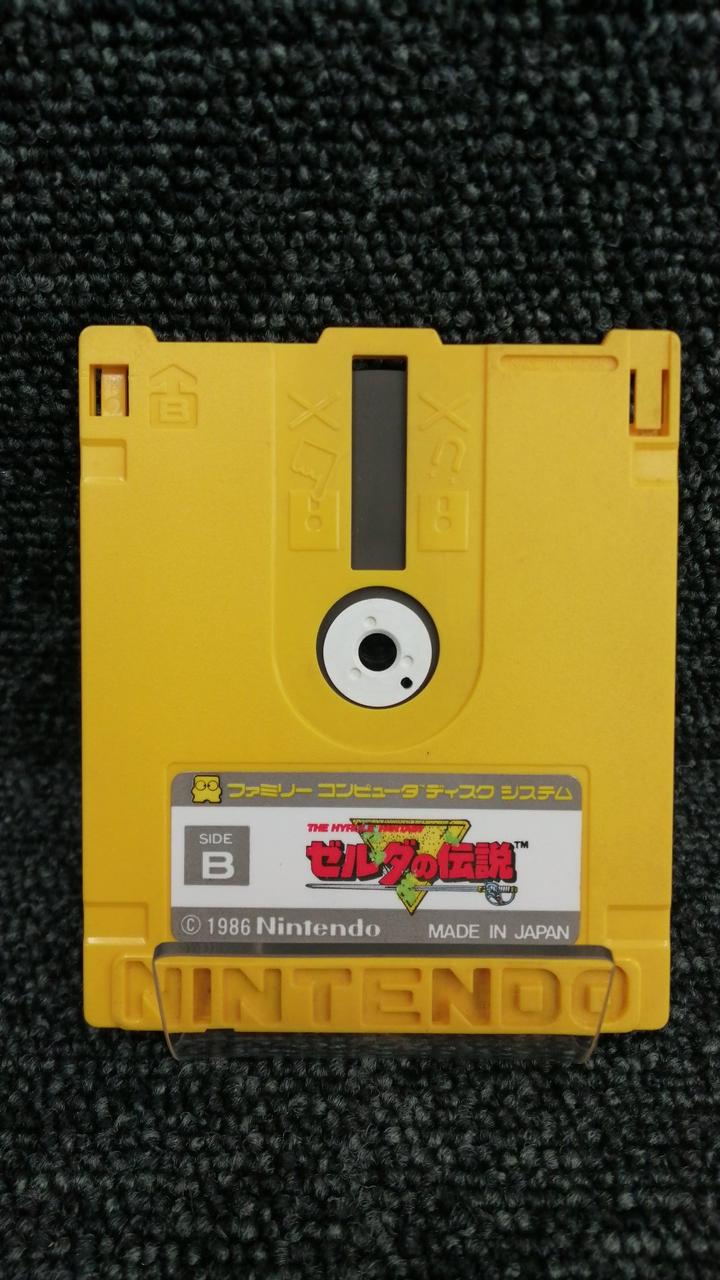 B
ファミリー コンピュータ ディスク システム
SIDE
B
THE HYRULE FANTASY
ゼルダの伝説™
© 1986 Nintendo
MADE IN JAPAN
NINTENDO